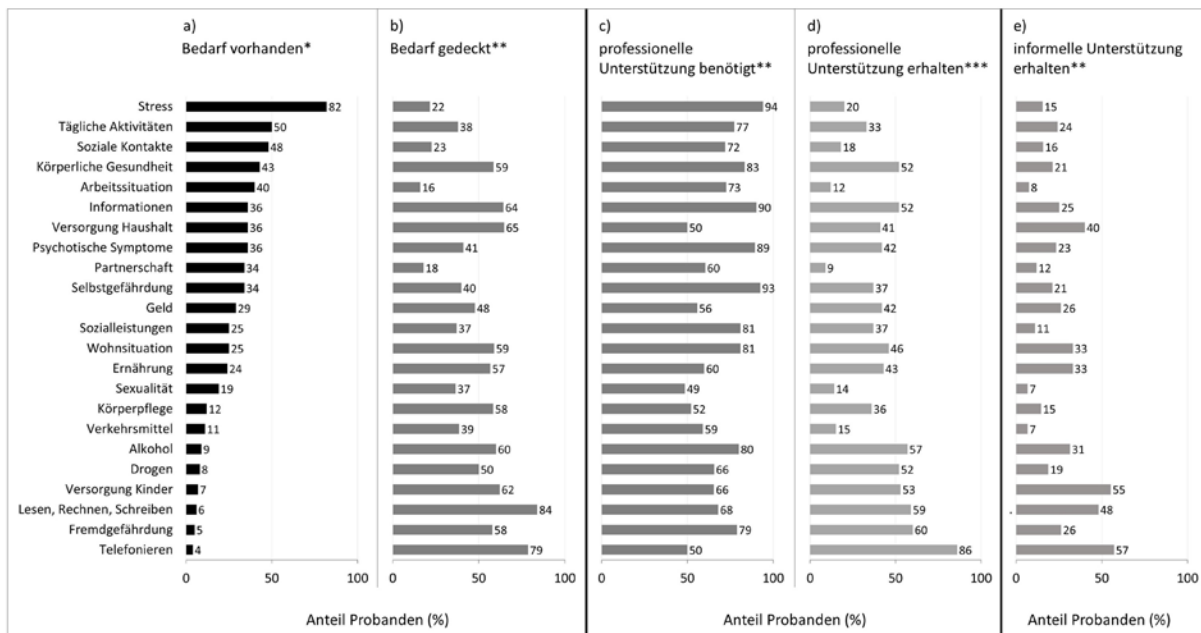 a) b) c) d) e)
Bedarf vorhanden* Bedarf gedeckt** professionelle professionelle informelle Unterstützung
Unterstützung benötigt** Unterstützung erhalten*** erhalten**
Stress 82 22 94 20 15
Tägliche Aktivitäten 50 38 77 33 24
Soziale Kontakte 48 23 72 18 16
Körperliche Gesundheit 43 59 83 52 21
Arbeitssituation 40 16 73 12 8
Informationen 36 64 90 52 25
Versorgung Haushalt 36 65 50 41 40
Psychotische Symptome 36 41 89 42 23
Partnerschaft 34 18 60 9 12
Selbstgefährdung 34 40 93 37 21
Geld 29 48 56 42 26
Sozialleistungen 25 37 81 37 11
Wohnsituation 25 59 81 46 33
Ernährung 24 57 60 43 33
Sexualität 19 37 49 14 7
Körperpflege 12 58 52 36 15
Verkehrsmittel 11 39 59 15 7
Alkohol 9 60 80 57 31
Drogen 8 50 66 52 19
Versorgung Kinder 7 62 66 53 55
Lesen, Rechnen, Schreiben 6 84 68 59 48
Fremdgefährdung 5 58 79 60 26
Telefonieren 4 79 50 86 57
0 50 100 0 50 100 0 50 100 0 50 100 0 50 100
Anteil Probanden (%) Anteil Probanden (%) Anteil Probanden (%)